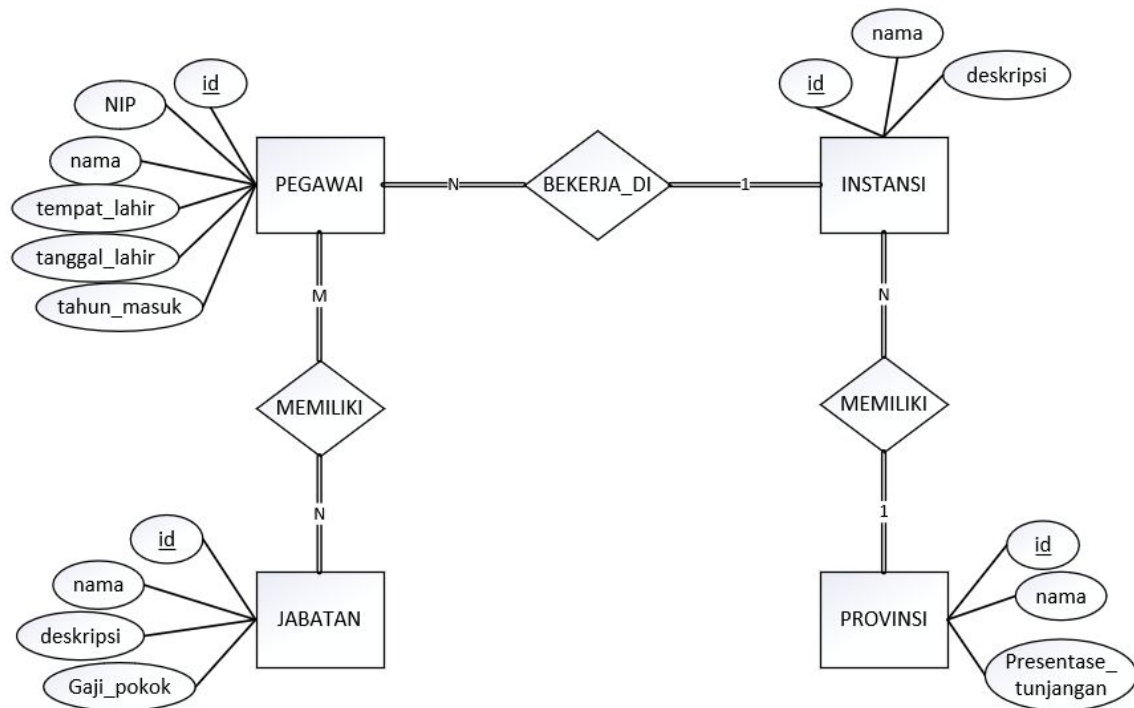 nama
id
deskripsi
id
NIP
nama
tempat_lahir
tanggal_lahir
tahun_masuk
PEGAWAI
N
BEKERJA_DI
1
INSTANSI
M
N
MEMILIKI
MEMILIKI
N
1
id
nama
deskripsi
Gaji_pokok
JABATAN
PROVINSI
id
nama
Presentase_
tunjangan